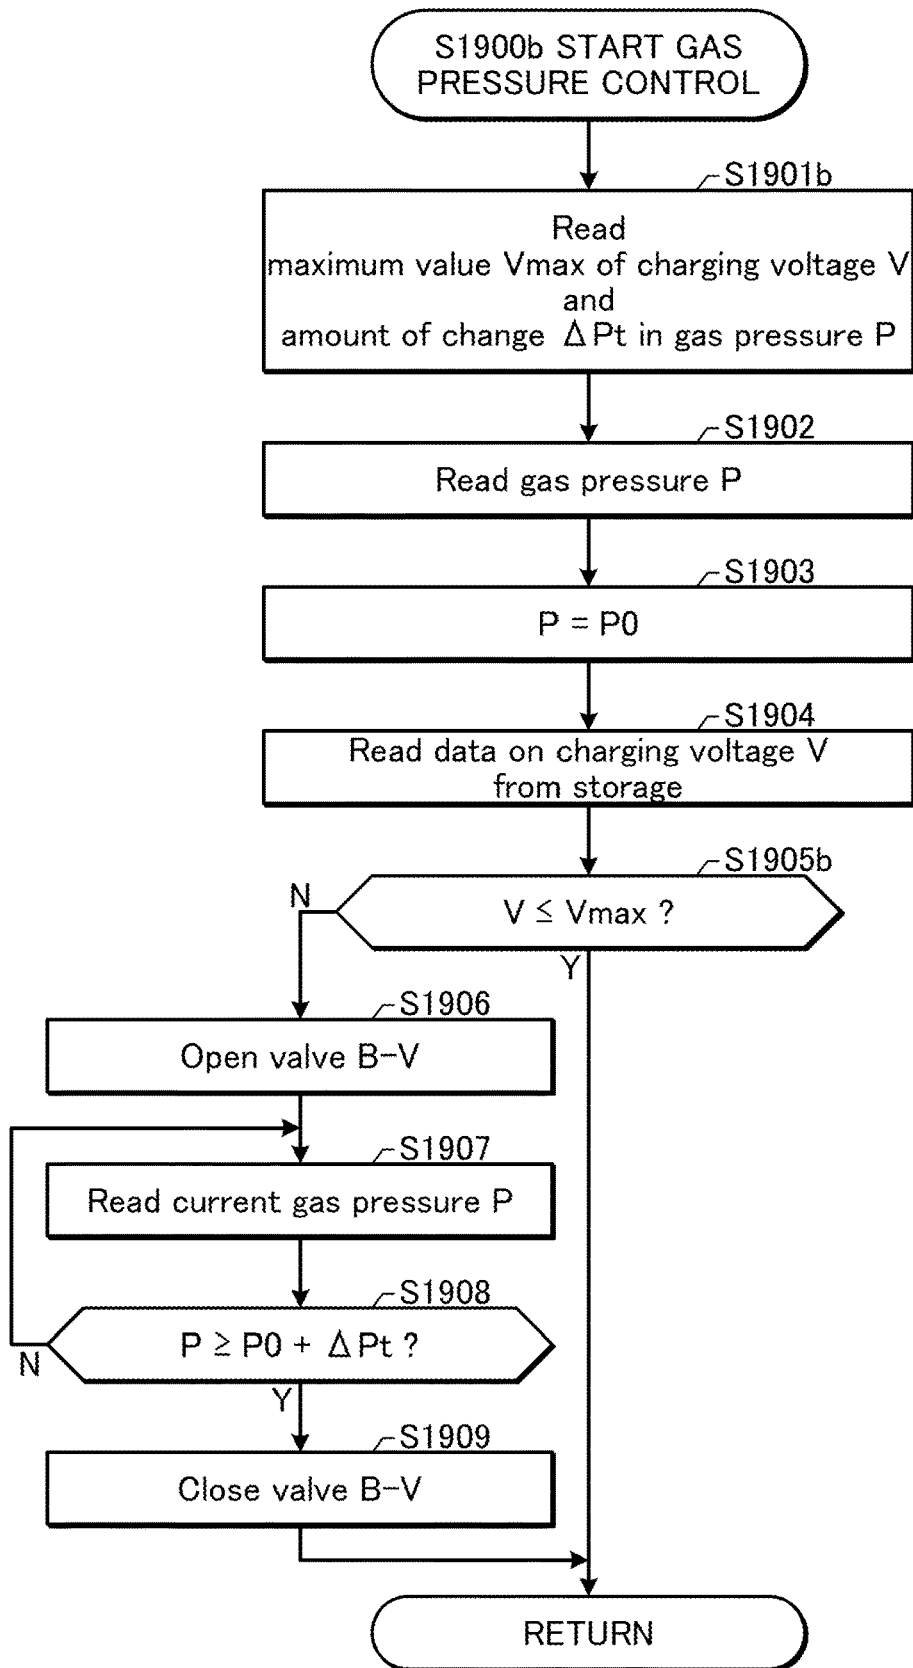 S1900b START GAS
PRESSURE CONTROL
S1901b
Read
maximum value Vmax of charging voltage V
and
amount of change ΔPt in gas pressure P
S1902
Read gas pressure P
S1903
P = P0
S1904
Read data on charging voltage V
from storage
S1905b
N
V ≦ Vmax ?
Y
S1906
Open valve B-V
S1907
Read current gas pressure P
S1908
P ≧ P0 + ΔPt ?
N
Y
S1909
Close valve B-V
RETURN